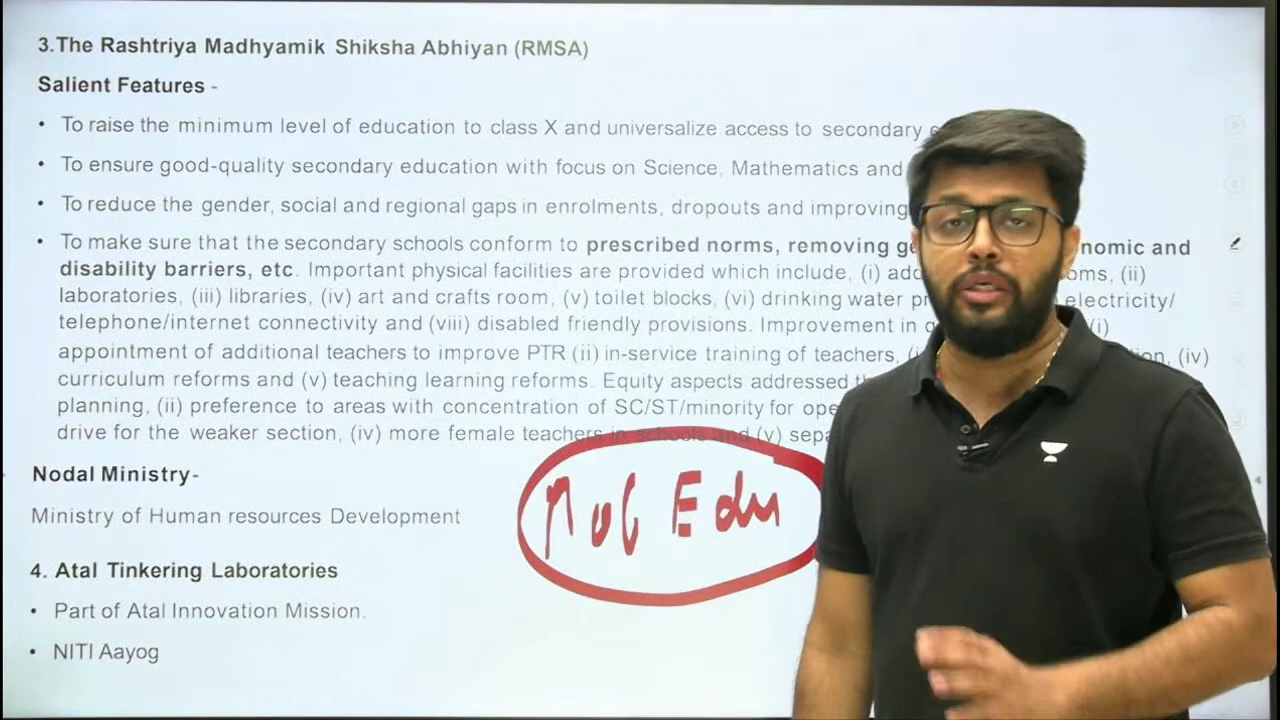 3.The Rashtriya Madhyamik Shiksha Abhiyan (RMSA)
Salient Features -
• To raise the minimum level of education to class X and universalize access to secondary
• To ensure good-quality secondary education with focus on Science, Mathematics and
• To reduce the gender, social and regional gaps in enrolments, dropouts and improving
• To make sure that the secondary schools conform to prescribed norms, removing and
disability barriers, etc. Important physical facilities are provided which include, (i) (ii)
laboratories, (iii) libraries, (iv) art and crafts room, (v) toilet blocks, (vi) drinking water electricity/
telephone/internet connectivity and (viii) disabled friendly provisions. Improvement in (i)
appointment of additional teachers to improve PTR (ii) in-service training of teachers, (iv)
curriculum reforms and (v) teaching learning reforms. Equity aspects addressed
planning, (ii) preference to areas with concentration of SC/ST/minority for
drive for the weaker section, (iv) more female teachers in schools and (v)
Nodal Ministry-
Ministry of Human resources Development
Edu
4. Atal Tinkering Laboratories
• Part of Atal Innovation Mission.
• NITI Aayog